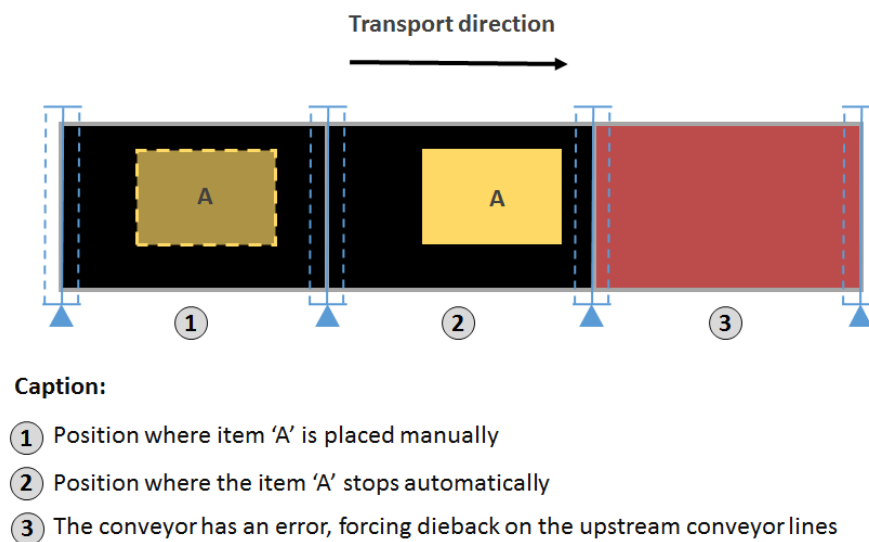 Transport direction
A
A
1
2
3
Caption:
1 Position where item ‘A’ is placed manually
2 Position where the item ‘A’ stops automatically
3 The conveyor has an error, forcing dieback on the upstream conveyor lines